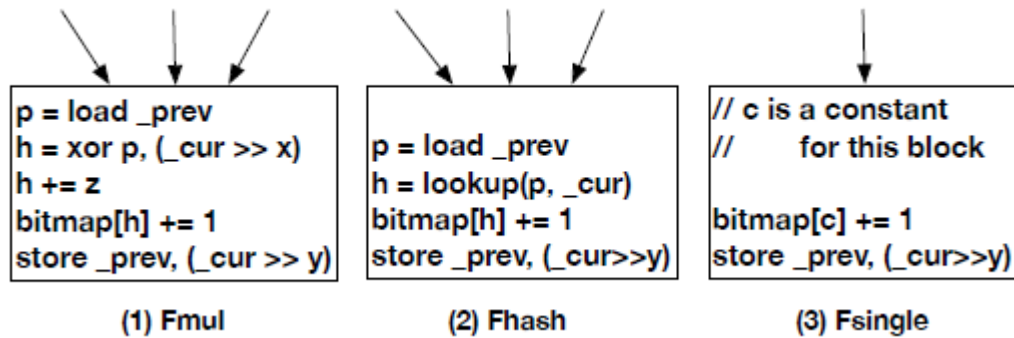 p = load _prev
h = xor p, (_cur >> x)
h += z
bitmap[h] += 1
store _prev, (_cur >> y)
(1) Fmul
p = load _prev
h = lookup(p, _cur)
bitmap[h] += 1
store _prev, (_cur>>y)
(2) Fhash
// c is a constant
// for this block
bitmap[c] += 1
store _prev, (_cur>>y)
(3) Fsingle